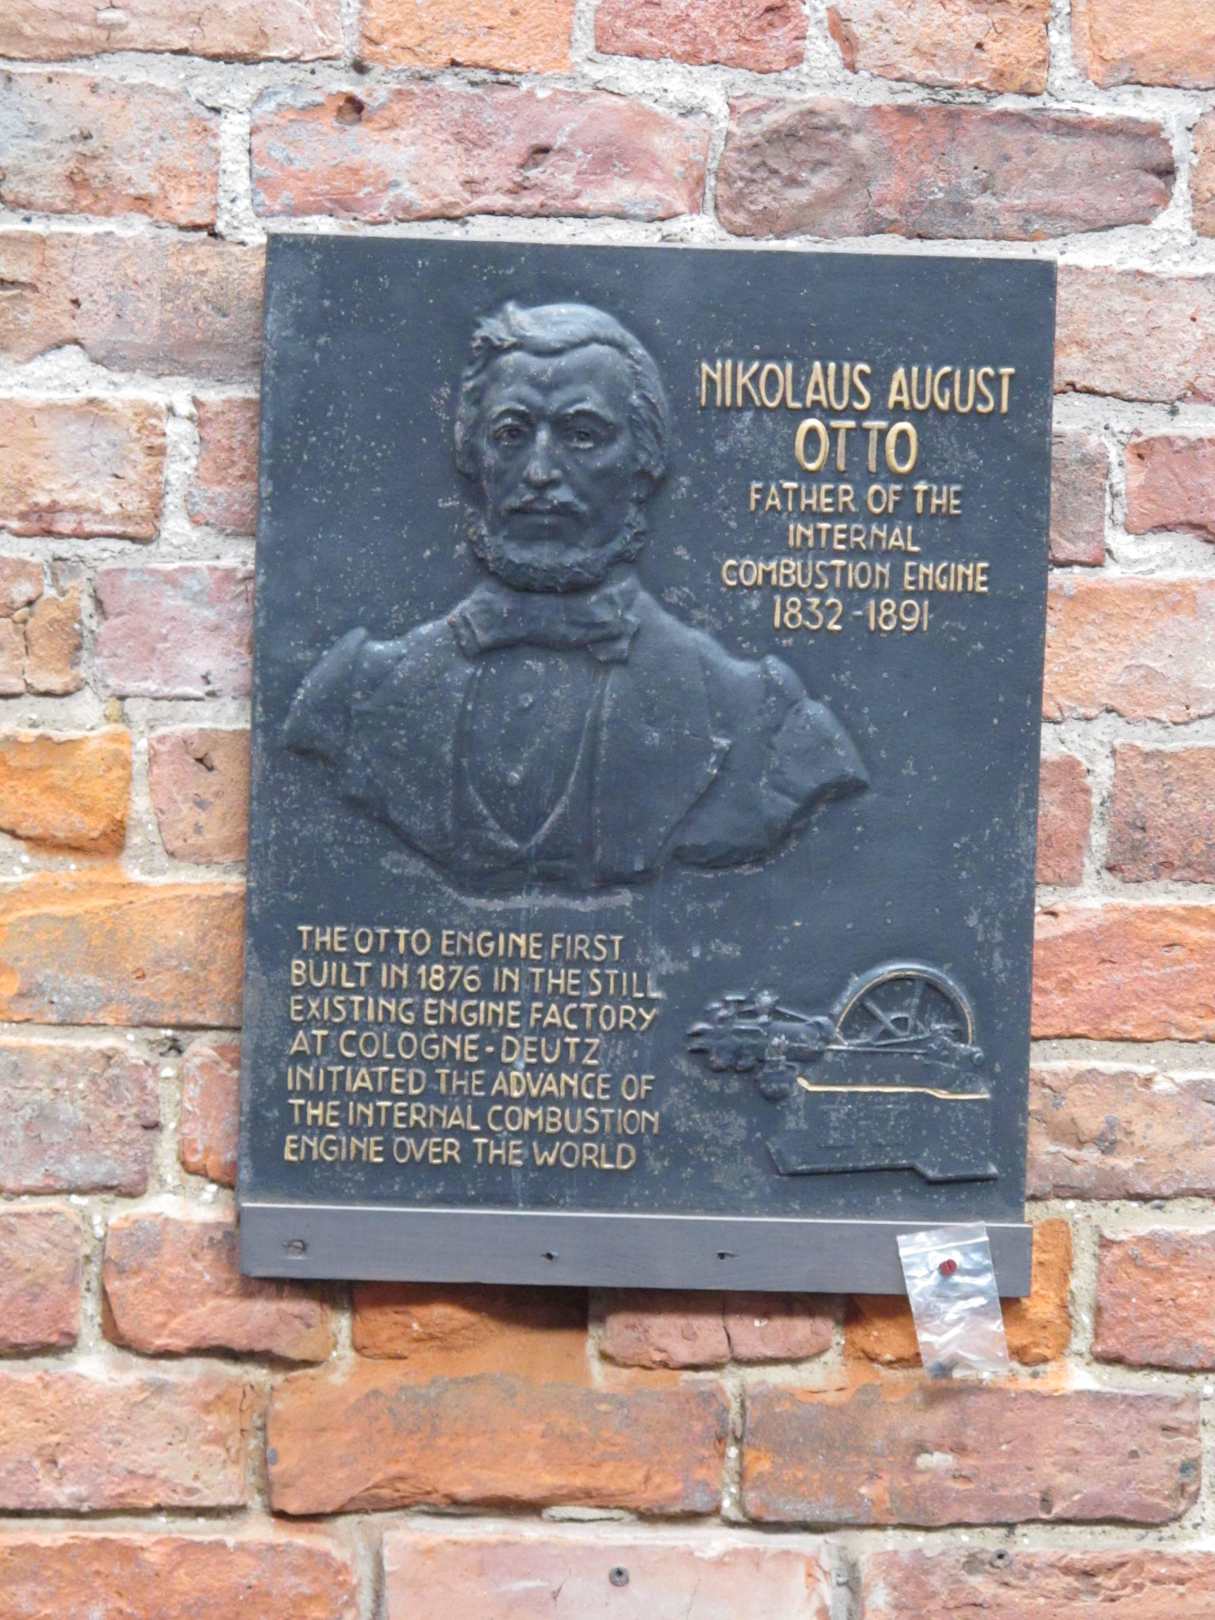 NIKOLAUS AUGUST
OTTO
FATHER OF THE
INTERNAL
COMBUSTION ENGINE
1832-1891
THE OTTO ENGINE FIRST
BUILT IN 1876 IN THE STILL
EXISTING ENGINE FACTORY
AT COLOGNE-DEUTZ
INITIATED THE ADVANCE OF
THE INTERNAL COMBUSTION
ENGINE OVER THE WORLD